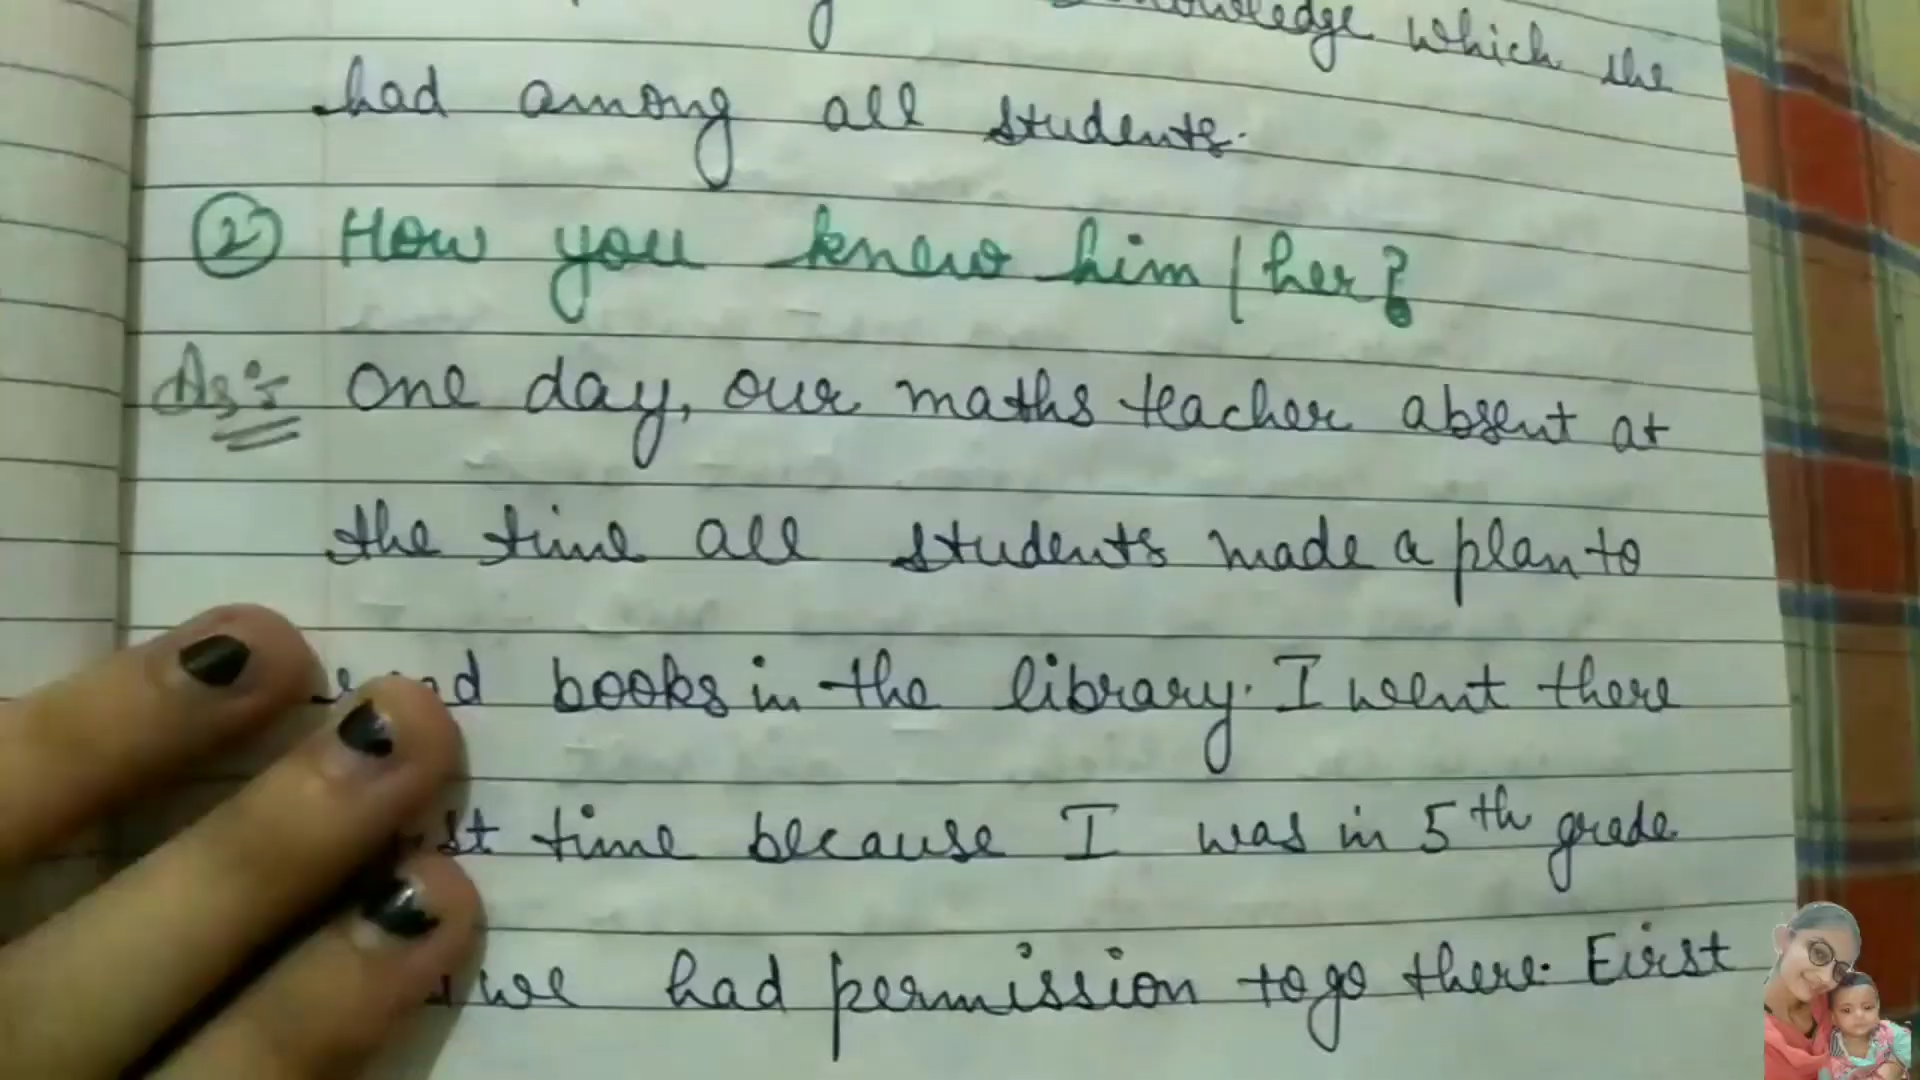 knowledge which she
had among all students.
② How you knew him / her?
Ans:- One day, our maths teacher absent at
the time all students made a plan to
books in the library. I went there
time because I was in 5th grade
we had permission to go there. First